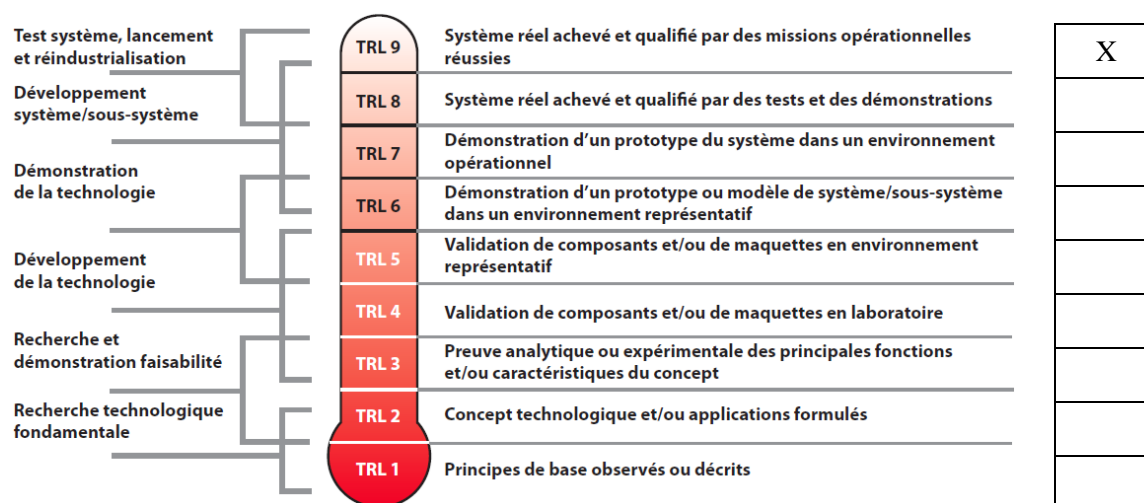 Test système, lancement
et réindustrialisation
Développement
système/sous-système
Démonstration
de la technologie
Développement
de la technologie
Recherche et
démonstration faisabilité
Recherche technologique
fondamentale
TRL 9
Système réel achevé et qualifié par des missions opérationnelles
réussies
X
TRL 8
Système réel achevé et qualifié par des tests et des démonstrations
TRL 7
Démonstration d'un prototype du système dans un environnement
opérationnel
TRL 6
Démonstration d'un prototype ou modèle de système/sous-système
dans un environnement représentatif
TRL 5
Validation de composants et/ou de maquettes en environnement
représentatif
TRL 4
Validation de composants et/ou de maquettes en laboratoire
TRL 3
Preuve analytique ou expérimentale des principales fonctions
et/ou caractéristiques du concept
TRL 2
Concept technologique et/ou applications formulés
TRL 1
Principes de base observés ou décrits